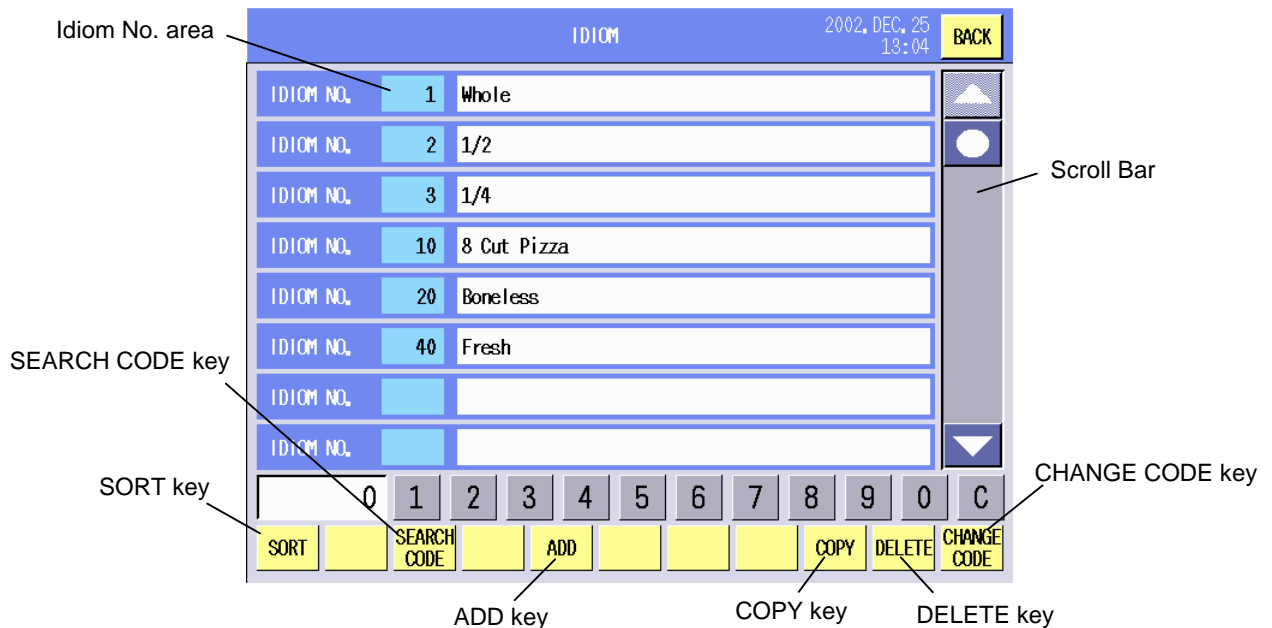 Idiom No. area
IDIOM
2002. DEC. 25
13:04
BACK
IDIOM NO. 1 Whole
IDIOM NO. 2 1/2
IDIOM NO. 3 1/4
Scroll Bar
IDIOM NO. 10 8 Cut Pizza
IDIOM NO. 20 Boneless
IDIOM NO. 40 Fresh
SEARCH CODE key
IDIOM NO.
IDIOM NO.
CHANGE CODE key
SORT key
0 1 2 3 4 5 6 7 8 9 0 C
SORT
SEARCH
CODE
ADD
COPY
DELETE
CHANGE
CODE
ADD key
COPY key
DELETE key